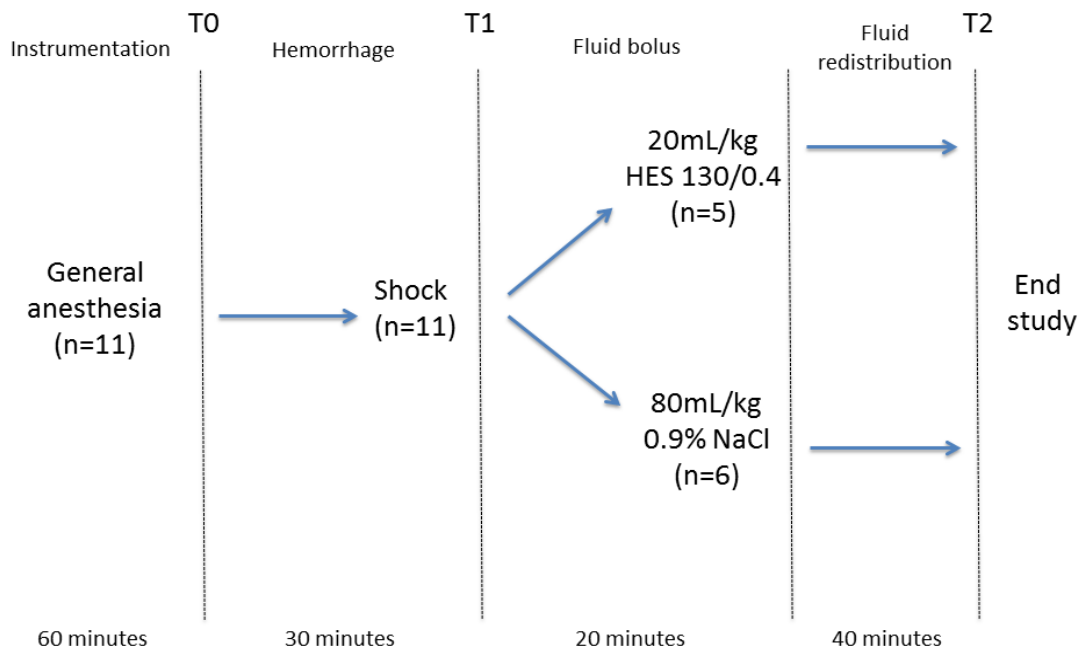 T0
T1
T2
Instrumentation
Hemorrhage
Fluid bolus
Fluid
redistribution
General
anesthesia
(n=11)
Shock
(n=11)
20mL/kg
HES 130/0.4
(n=5)
80mL/kg
0.9% NaCl
(n=6)
End
study
60 minutes
30 minutes
20 minutes
40 minutes